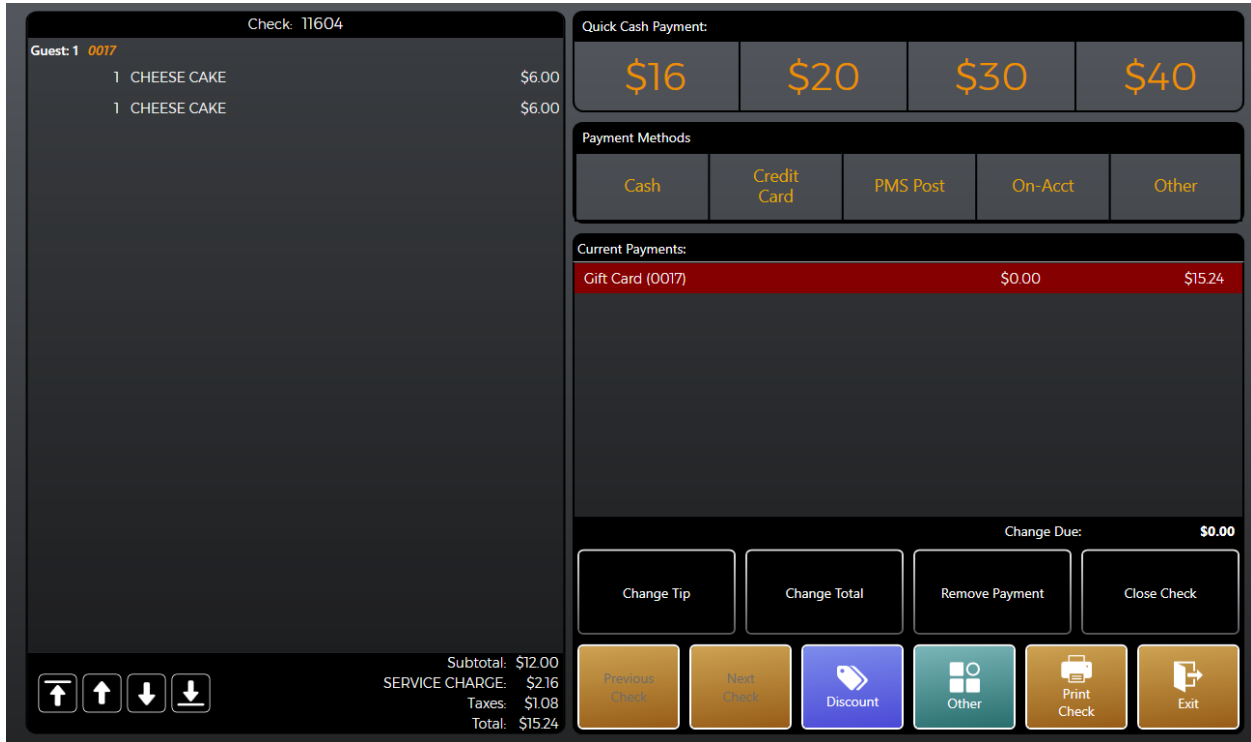 Check: 11604
Guest: 1 0017
1 CHEESE CAKE $6.00
1 CHEESE CAKE $6.00
Subtotal: $12.00
SERVICE CHARGE: $2.16
Taxes: $1.08
Total: $15.24
Quick Cash Payment:
$16 $20 $30 $40
Payment Methods
Cash
Credit
Card
PMS Post
On-Acct
Other
Current Payments:
Gift Card (0017) $0.00 $15.24
Change Due: $0.00
Change Tip
Change Total
Remove Payment
Close Check
Previous
Check
Next
Check
Discount
Other
Print
Check
Exit